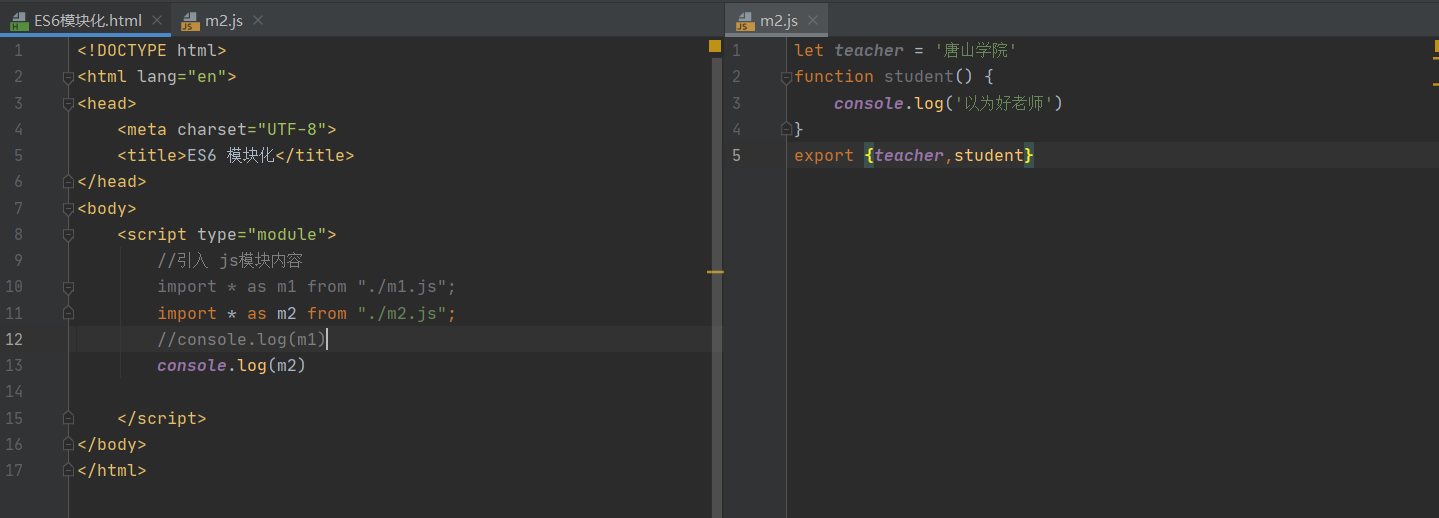 ES6模块化.html m2.js
1 <!DOCTYPE html>
2 <html lang="en">
3 <head>
4 <meta charset="UTF-8">
5 <title>ES6 模块化</title>
6 </head>
7 <body>
8 <script type="module">
9 //引入 js模块内容
10 import * as m1 from "./m1.js";
11 import * as m2 from "./m2.js";
12 //console.log(m1)
13 console.log(m2)
14
15 </script>
16 </body>
17 </html>
m2.js
1 let teacher = '唐山学院'
2 function student() {
3 console.log('以为好老师')
4 }
5 export {teacher,student}